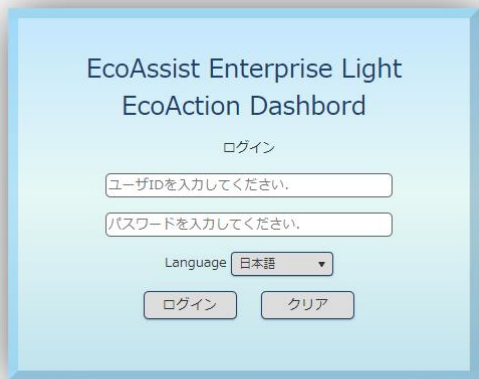 EcoAssist Enterprise Light
EcoAction Dashbord
ログイン
ユーザIDを入力してください.
パスワードを入力してください.
Language 日本語
ログイン クリア